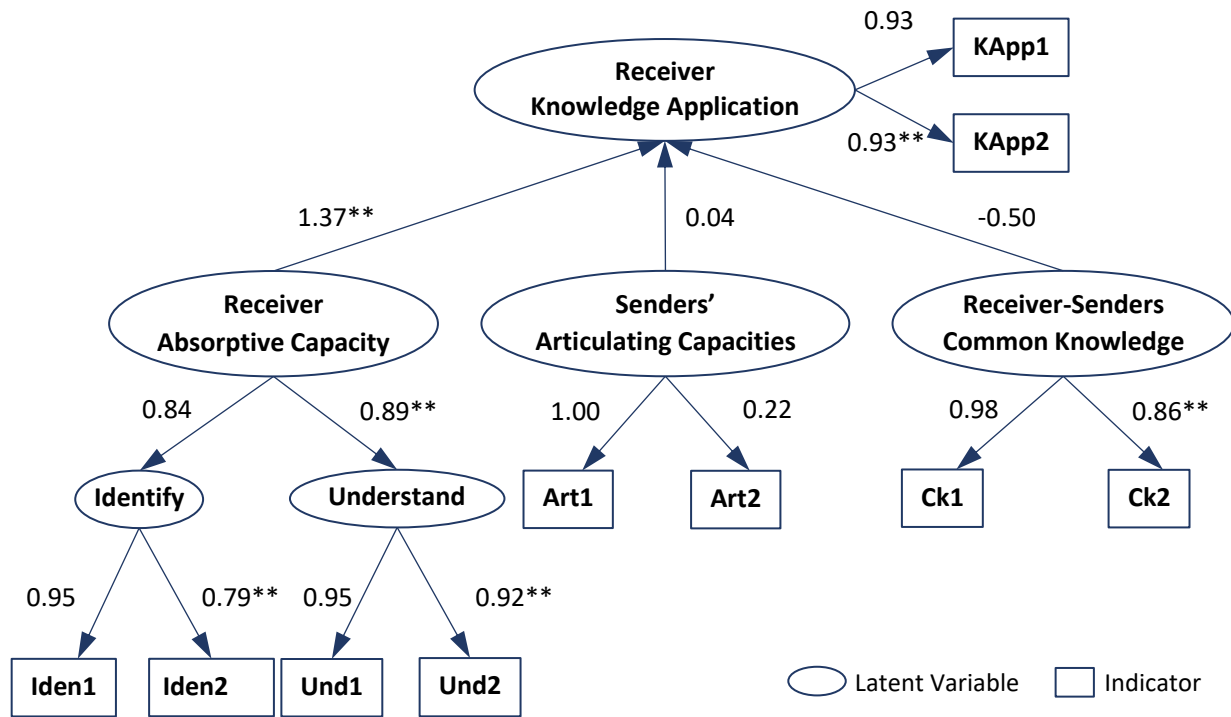 0.93
KApp1
Receiver
Knowledge Application
0.93**
KApp2
1.37**
0.04
-0.50
Receiver
Absorptive Capacity
Senders’
Articulating Capacities
Receiver-Senders
Common Knowledge
0.84
0.89**
1.00
0.22
0.98
0.86**
Identify
Understand
Art1
Art2
Ck1
Ck2
0.95
0.79**
0.95
0.92**
Iden1
Iden2
Und1
Und2
Latent Variable
Indicator